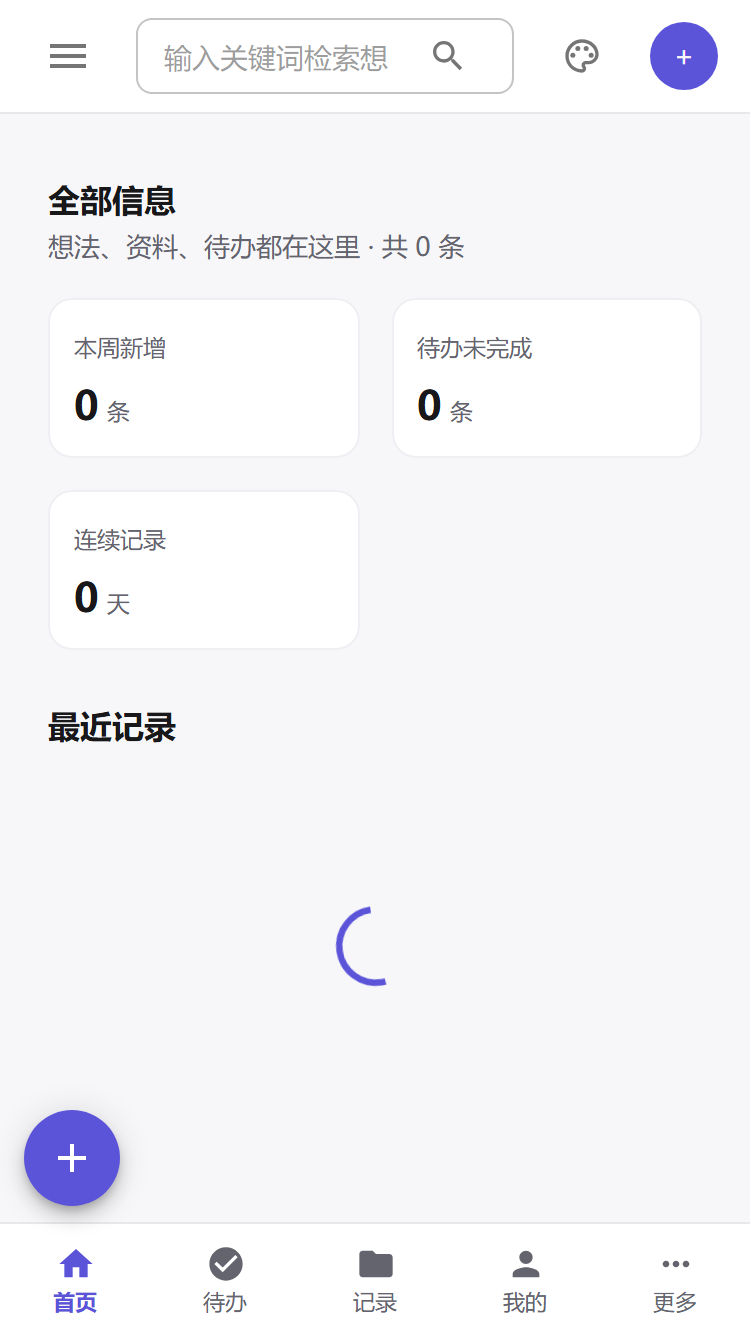 输入关键词检索想
+
全部信息
想法、资料、待办都在这里 · 共 0 条
本周新增
0 条
待办未完成
0 条
连续记录
0 天
最近记录
首页
待办
记录
我的
更多